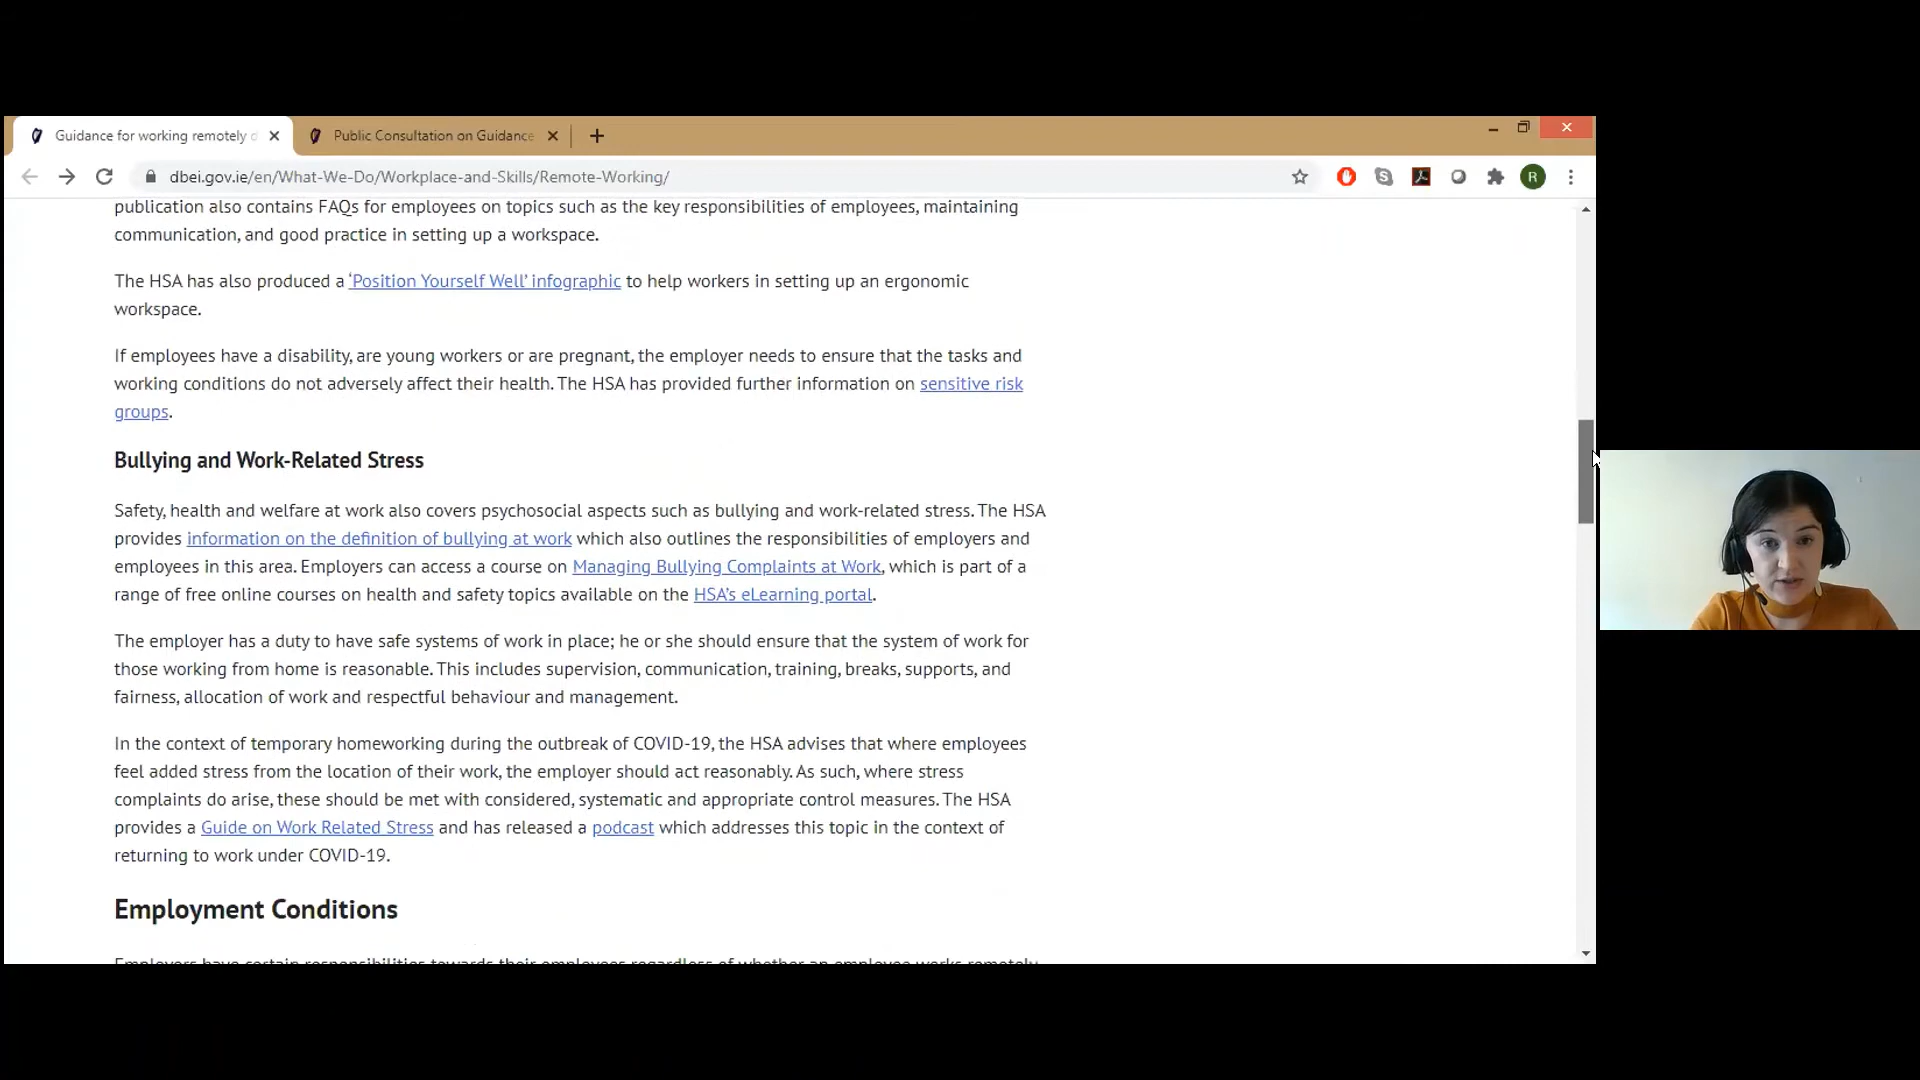 Guidance for working remotely d
Public Consultation on Guidance
dbei.gov.ie/en/What-We-Do/Workplace-and-Skills/Remote-Working/
R
publication also contains FAQs for employees on topics such as the key responsibilities of employees, maintaining
communication, and good practice in setting up a workspace.
The HSA has also produced a ‘Position Yourself Well’ infographic to help workers in setting up an ergonomic
workspace.
If employees have a disability, are young workers or are pregnant, the employer needs to ensure that the tasks and
working conditions do not adversely affect their health. The HSA has provided further information on sensitive risk
groups.
Bullying and Work-Related Stress
Safety, health and welfare at work also covers psychosocial aspects such as bullying and work-related stress. The HSA
provides information on the definition of bullying at work which also outlines the responsibilities of employers and
employees in this area. Employers can access a course on Managing Bullying Complaints at Work, which is part of a
range of free online courses on health and safety topics available on the HSA’s eLearning portal.
The employer has a duty to have safe systems of work in place; he or she should ensure that the system of work for
those working from home is reasonable. This includes supervision, communication, training, breaks, supports, and
fairness, allocation of work and respectful behaviour and management.
In the context of temporary homeworking during the outbreak of COVID-19, the HSA advises that where employees
feel added stress from the location of their work, the employer should act reasonably. As such, where stress
complaints do arise, these should be met with considered, systematic and appropriate control measures. The HSA
provides a Guide on Work Related Stress and has released a podcast which addresses this topic in the context of
returning to work under COVID-19.
Employment Conditions
Employers have certain responsibilities towards their employees regardless of whether an employee works remotely